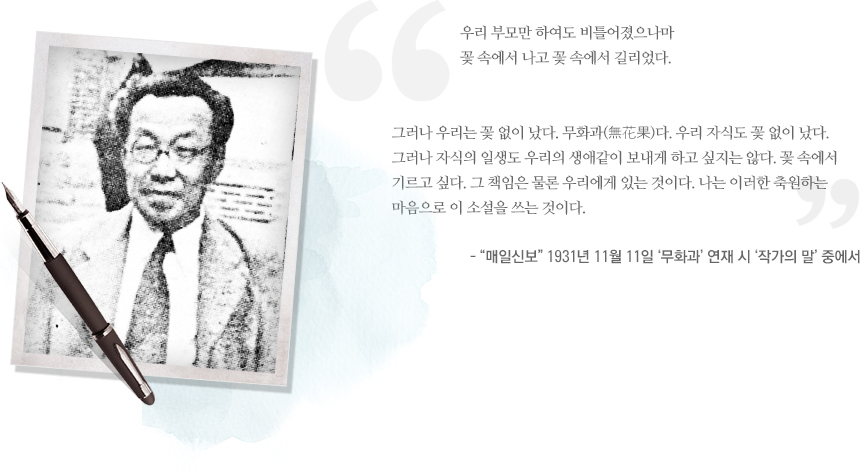 우리 부모만 하여도 비틀어졌으나마
꽃 속에서 나고 꽃 속에서 길리었다.
그러나 우리는 꽃 없이 났다. 무화과(無花果)다. 우리 자식도 꽃 없이 났다.
그러나 자식의 일생도 우리의 생애같이 보내게 하고 싶지는 않다. 꽃 속에서
기르고 싶다. 그 책임은 물론 우리에게 있는 것이다. 나는 이러한 축원하는
마음으로 이 소설을 쓰는 것이다.
- “매일신보” 1931년 11월 11일 ‘무화과’ 연재 시 ‘작가의 말’ 중에서